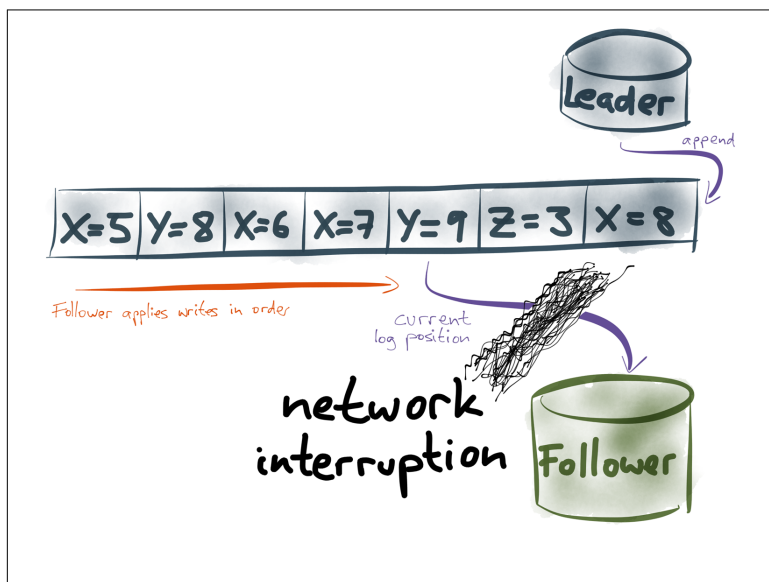 Leader
append
X=5 Y=8 X=6 X=7 Y=9 Z=3 X=8
Follower applies writes in order
current
log position
network
interruption
Follower